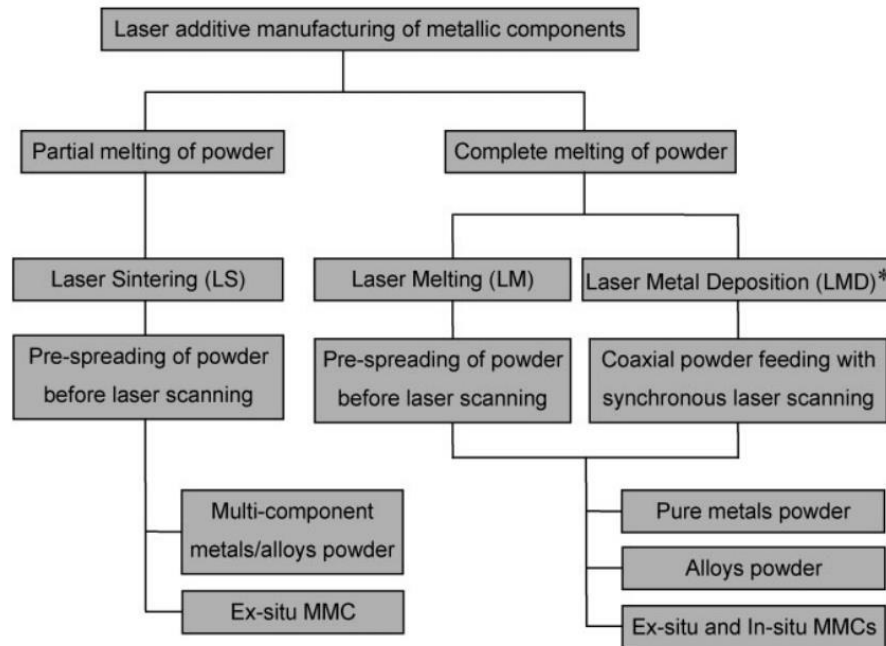 Laser additive manufacturing of metallic components
Partial melting of powder
Complete melting of powder
Laser Sintering (LS)
Laser Melting (LM)
Laser Metal Deposition (LMD)*
Pre-spreading of powder
before laser scanning
Pre-spreading of powder
before laser scanning
Coaxial powder feeding with
synchronous laser scanning
Multi-component
metals/alloys powder
Ex-situ MMC
Pure metals powder
Alloys powder
Ex-situ and In-situ MMCs